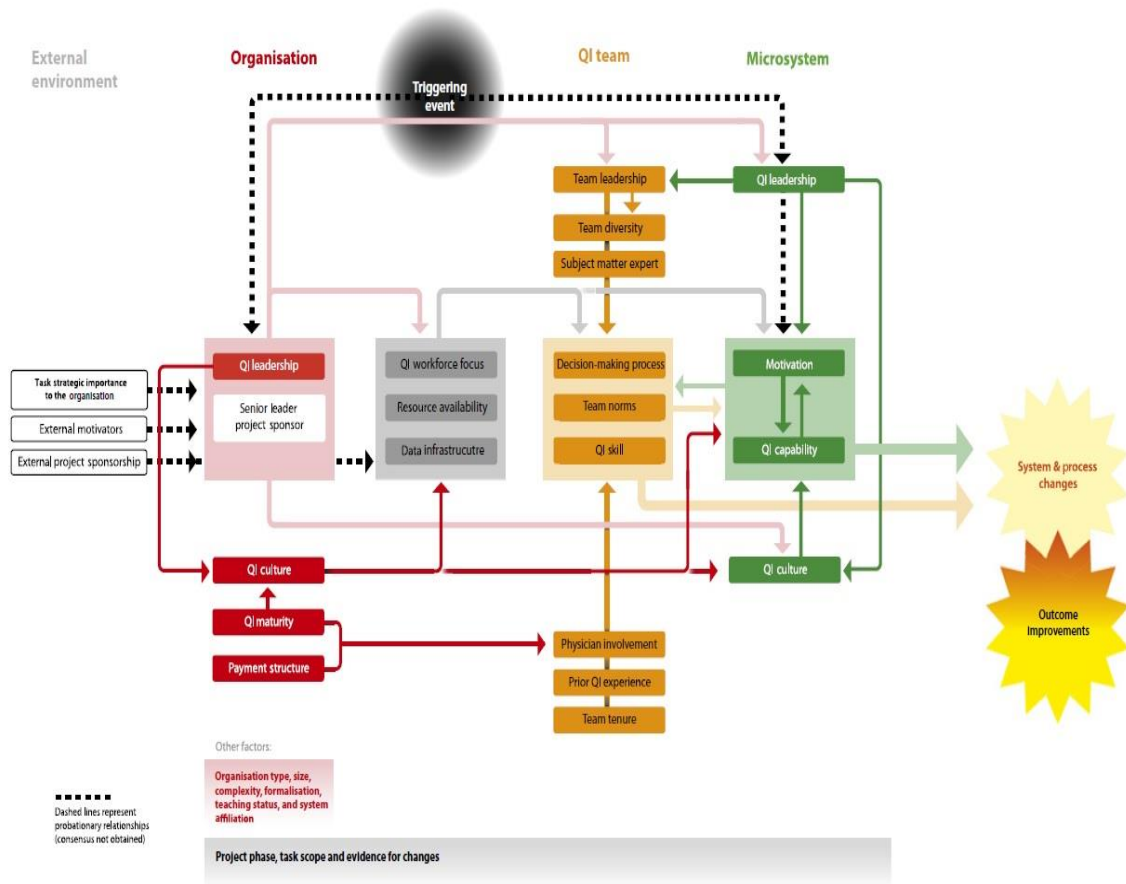 External
environment
Organisation
Triggering
event
QI team
Microsystem
Team leadership
QI leadership
Team diversity
Subject matter expert
QI leadership
Senior leader
project sponsor
QI workforce focus
Resource availability
Data infrastrucutre
Decision-making process
Team norms
QI skill
Motivation
QI capability
Task strategic importance
to the organisation
External motivators
External project sponsorship
System & process
changes
QI culture
QI culture
QI maturity
Payment structure
Physician involvement
Prior QI experience
Team tenure
Outcome
Improvements
Other factors:
Organisation type, size,
complexity, formalisation,
teaching status, and system
affiliation
Dashed lines represent
probationary relationships
(consensus not obtained)
Project phase, task scope and evidence for changes